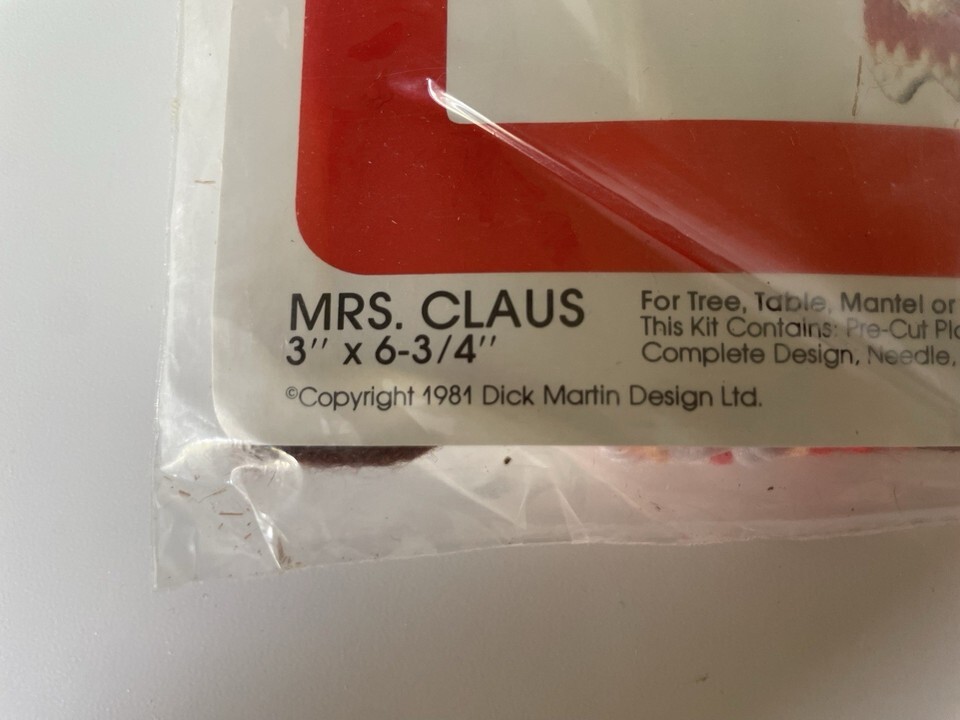 MRS. CLAUS
3" x 6-3/4"
©Copyright 1981 Dick Martin Design Ltd.
For Tree, Table, Mantel or
This Kit Contains: Pre-Cut
Complete Design, Needle,